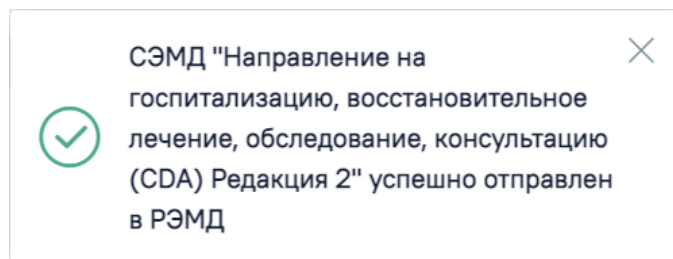 СЭМД "Направление на
госпитализацию, восстановительное
лечение, обследование, консультацию
(CDA) Редакция 2" успешно отправлен
в РЭМД